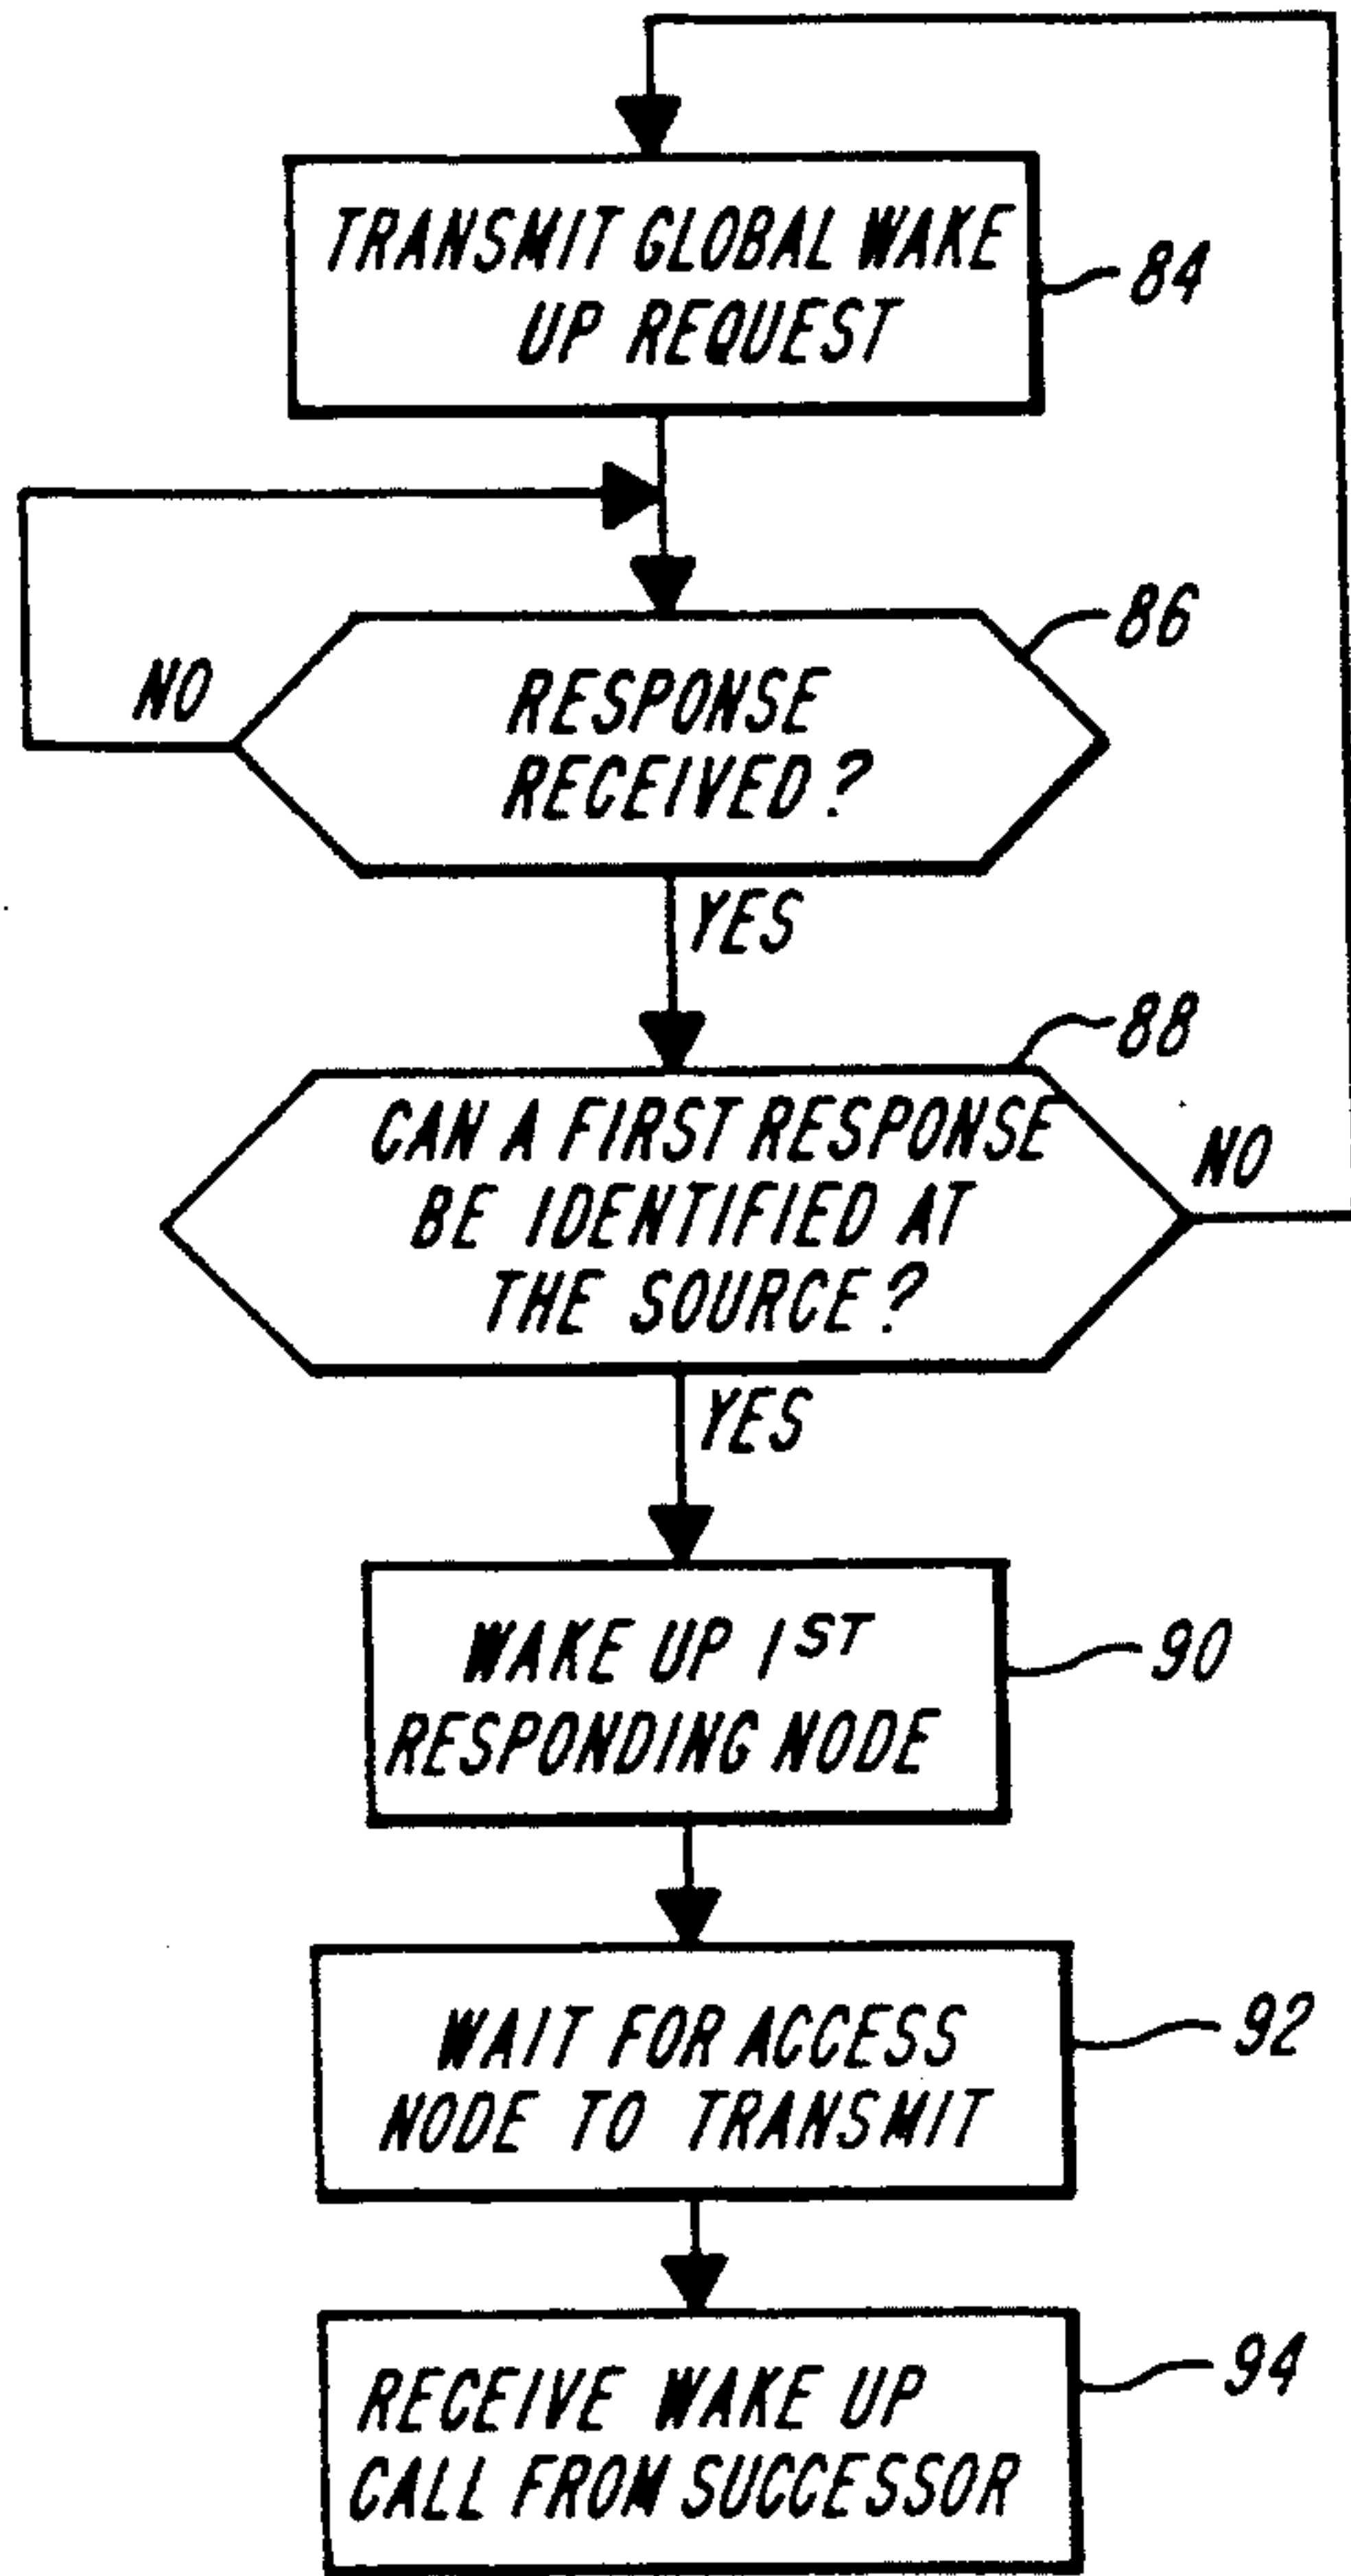 TRANSMIT GLOBAL WAKE
UP REQUEST
84
86
NO
RESPONSE
RECEIVED?
YES
88
CAN A FIRST RESPONSE
BE IDENTIFIED AT
THE SOURCE?
NO
YES
WAKE UP 1ST
RESPONDING NODE
90
WAIT FOR ACCESS
NODE TO TRANSMIT
92
RECEIVE WAKE UP
CALL FROM SUCCESSOR
94